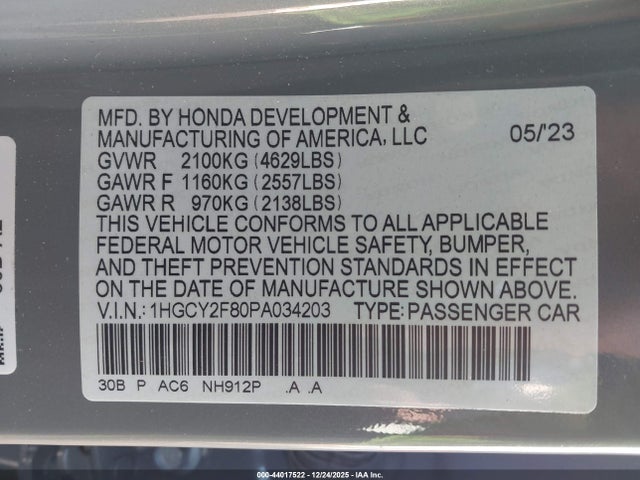 MFD. BY HONDA DEVELOPMENT &
MANUFACTURING OF AMERICA, LLC 05/'23
GVWR 2100KG (4629LBS)
GAWR F 1160KG (2557LBS)
GAWR R 970KG (2138LBS)
THIS VEHICLE CONFORMS TO ALL APPLICABLE
FEDERAL MOTOR VEHICLE SAFETY, BUMPER,
AND THEFT PREVENTION STANDARDS IN EFFECT
ON THE DATE OF MANUFACTURE SHOWN ABOVE.
V.I.N.: 1HGCY2F80PA034203 TYPE: PASSENGER CAR
30B P AC6 NH912P .A .A
000-44017522 - 12/24/2025 - IAAI, Inc.